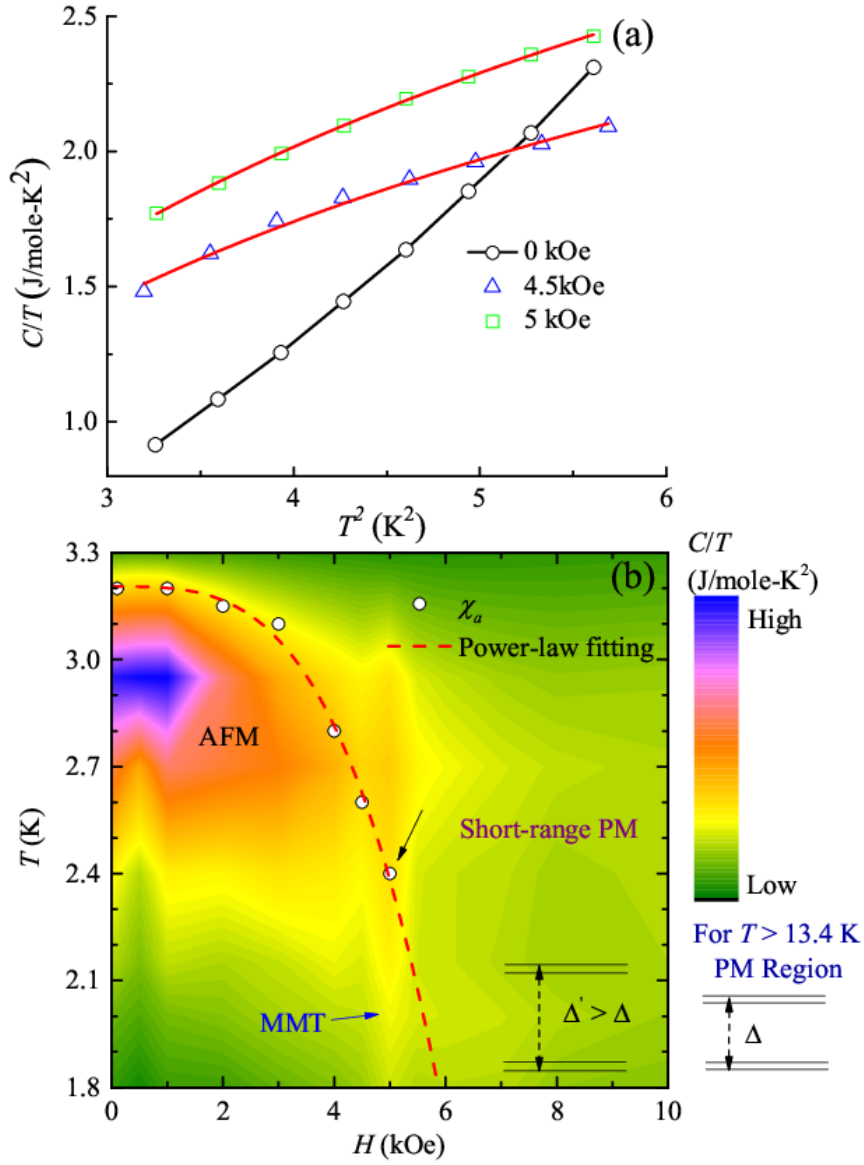 (a)
2.5
2.0
1.5
1.0
C/T (J/mole-K²)
0 kOe
4.5kOe
5 kOe
3 4 5 6
T² (K²)
(b)
3.3
3.0
2.7
2.4
2.1
1.8
T (K)
χₐ
Power-law fitting
AFM
Short-range PM
MMT
Δ' > Δ
0 2 4 6 8 10
H (kOe)
C/T
(J/mole-K²)
High
Low
For T > 13.4 K
PM Region
Δ